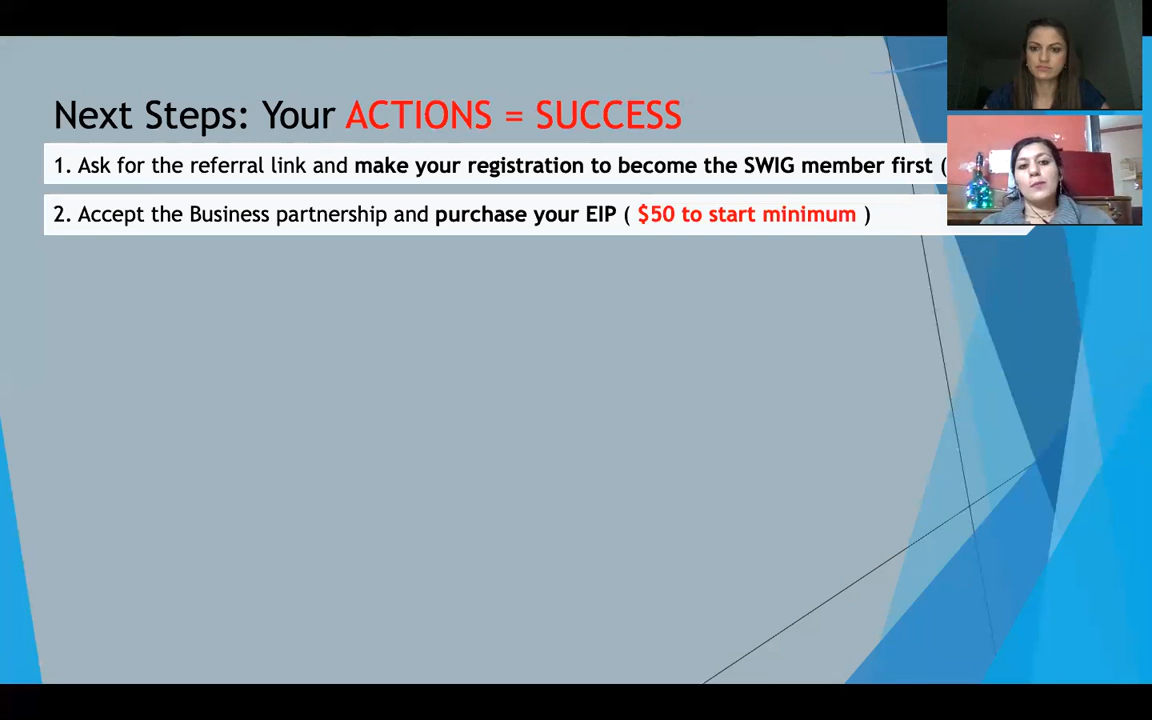 Next Steps: Your ACTIONS = SUCCESS
1. Ask for the referral link and make your registration to become the SWIG member first (
2. Accept the Business partnership and purchase your EIP ( $50 to start minimum )